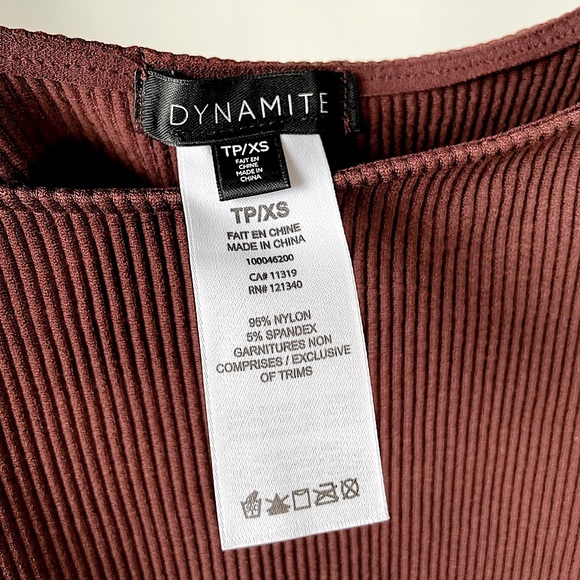 DYNAMITE
TP/XS
FAIT EN
CHINE
MADE IN
CHINA
TP/XS
FAIT EN CHINE
MADE IN CHINA
100046200
CA# 11319
RN# 121340
95% NYLON
5% SPANDEX
GARNITURES NON
COMPRISES / EXCLUSIVE
OF TRIMS